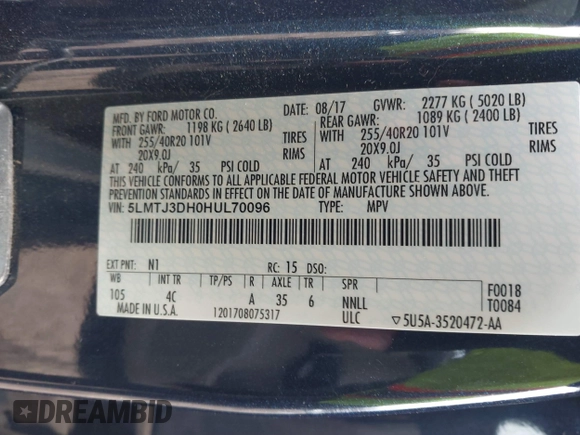 MFD. BY FORD MOTOR CO.
DATE: 08/17 GVWR: 2277 KG ( 5020 LB)
FRONT GAWR: 1198 KG ( 2640 LB) REAR GAWR: 1089 KG ( 2400 LB)
WITH 255/40R20 101V TIRES WITH 255/40R20 101V TIRES
20X9.0J RIMS 20X9.0J RIMS
AT 240 kPa/ 35 PSI COLD AT 240 kPa/ 35 PSI COLD
THIS VEHICLE CONFORMS TO ALL APPLICABLE FEDERAL MOTOR VEHICLE SAFETY AND THEFT
PREVENTION STANDARDS IN EFFECT ON THE DATE OF MANUFACTURE SHOWN ABOVE.
VIN: 5LMTJ3DH0HUL70096 TYPE: MPV
EXT PNT: N1 RC: 15 DSO:
WB INT TR TP/PS R AXLE TR SPR F0018
105 4C A 35 6 NNLL T0084
MADE IN U.S.A. 1201708075317 ULC ▽5U5A-3520472-AA
DREAMBID